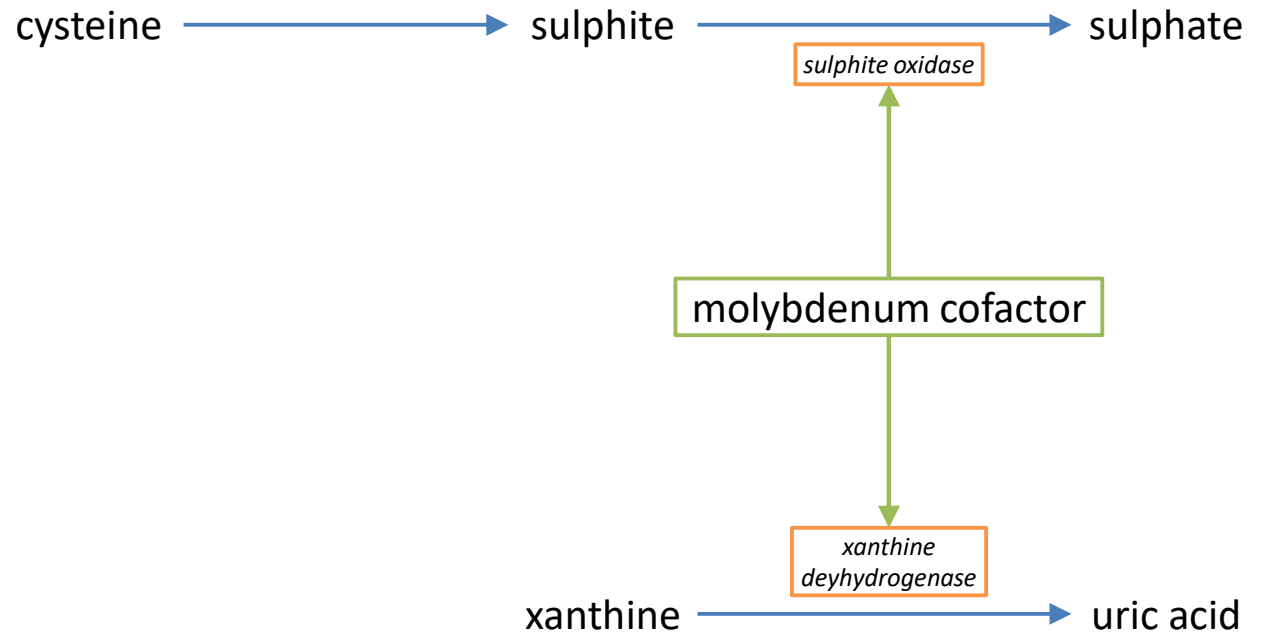 cysteine sulphite sulphate
sulphite oxidase
molybdenum cofactor
xanthine
deyhydrogenase
xanthine uric acid